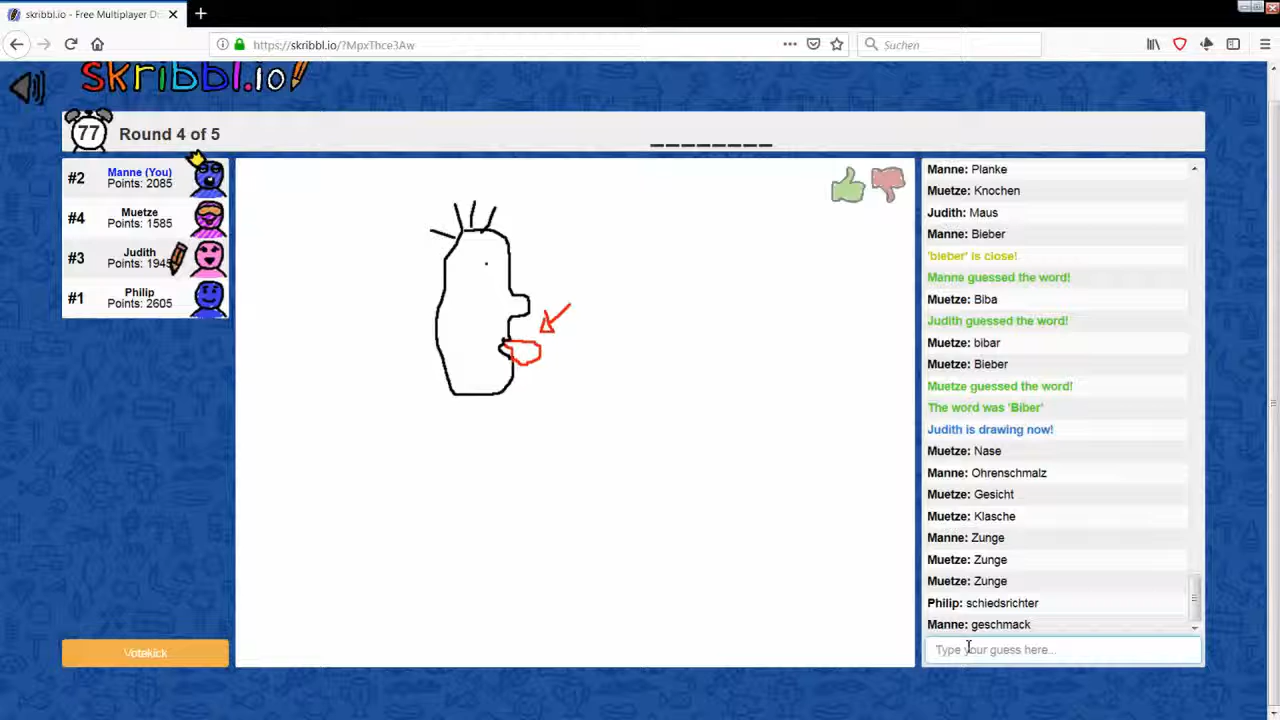 skribbl.io - Free Multiplayer D
https://skribbl.io/?MpxThce3Aw
Suchen
skribbl.io!
77
Round 4 of 5
________
#2
Manne (You)
Points: 2085
#4
Muetze
Points: 1585
#3
Judith
Points: 1945
#1
Philip
Points: 2605
Votekick
Manne: Planke
Muetze: Knochen
Judith: Maus
Manne: Bieber
'bieber' is close!
Manne guessed the word!
Muetze: Biba
Judith guessed the word!
Muetze: bibar
Muetze: Bieber
Muetze guessed the word!
The word was 'Biber'
Judith is drawing now!
Muetze: Nase
Manne: Ohrenschmalz
Muetze: Gesicht
Muetze: Klasche
Manne: Zunge
Muetze: Zunge
Muetze: Zunge
Philip: schiedsrichter
Manne: geschmack
Type your guess here...